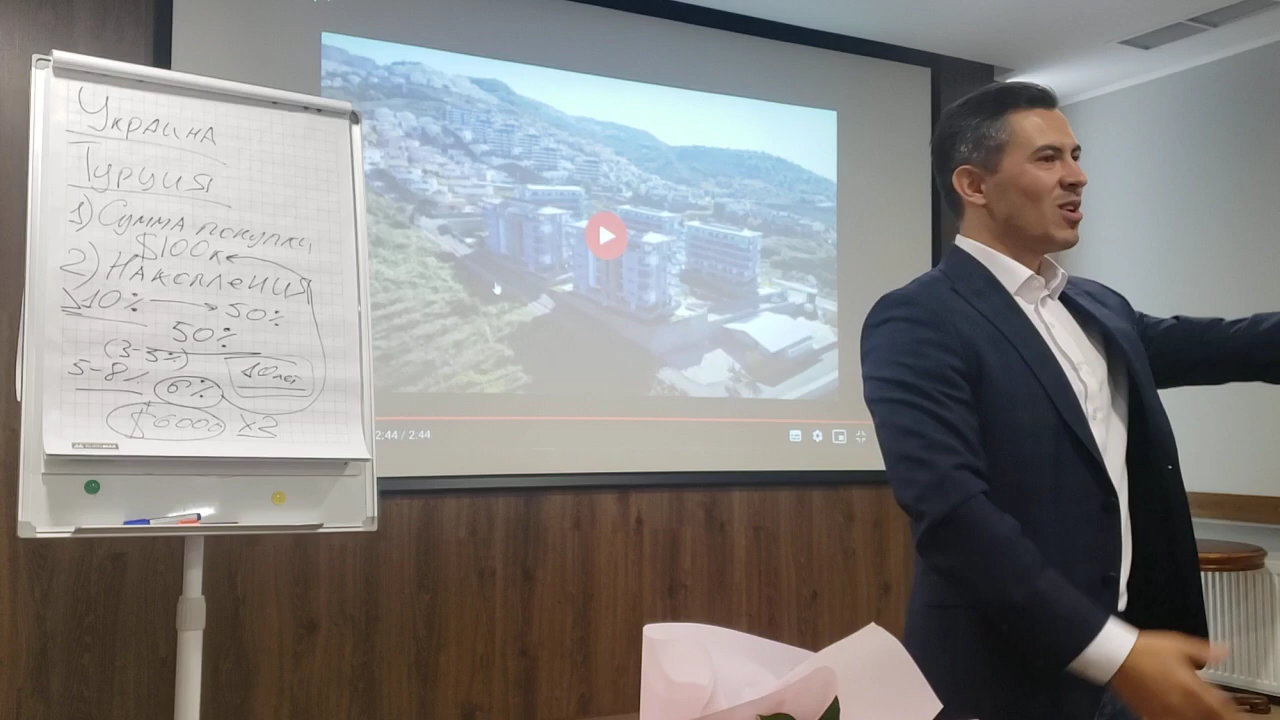 Украина
Турция
1) Сумма покупки
$100к
2) Накопления
10% → 50%
50%
(3-5%)
5-8% 6% 10 лет
$6000 x2
2:44 / 2:44